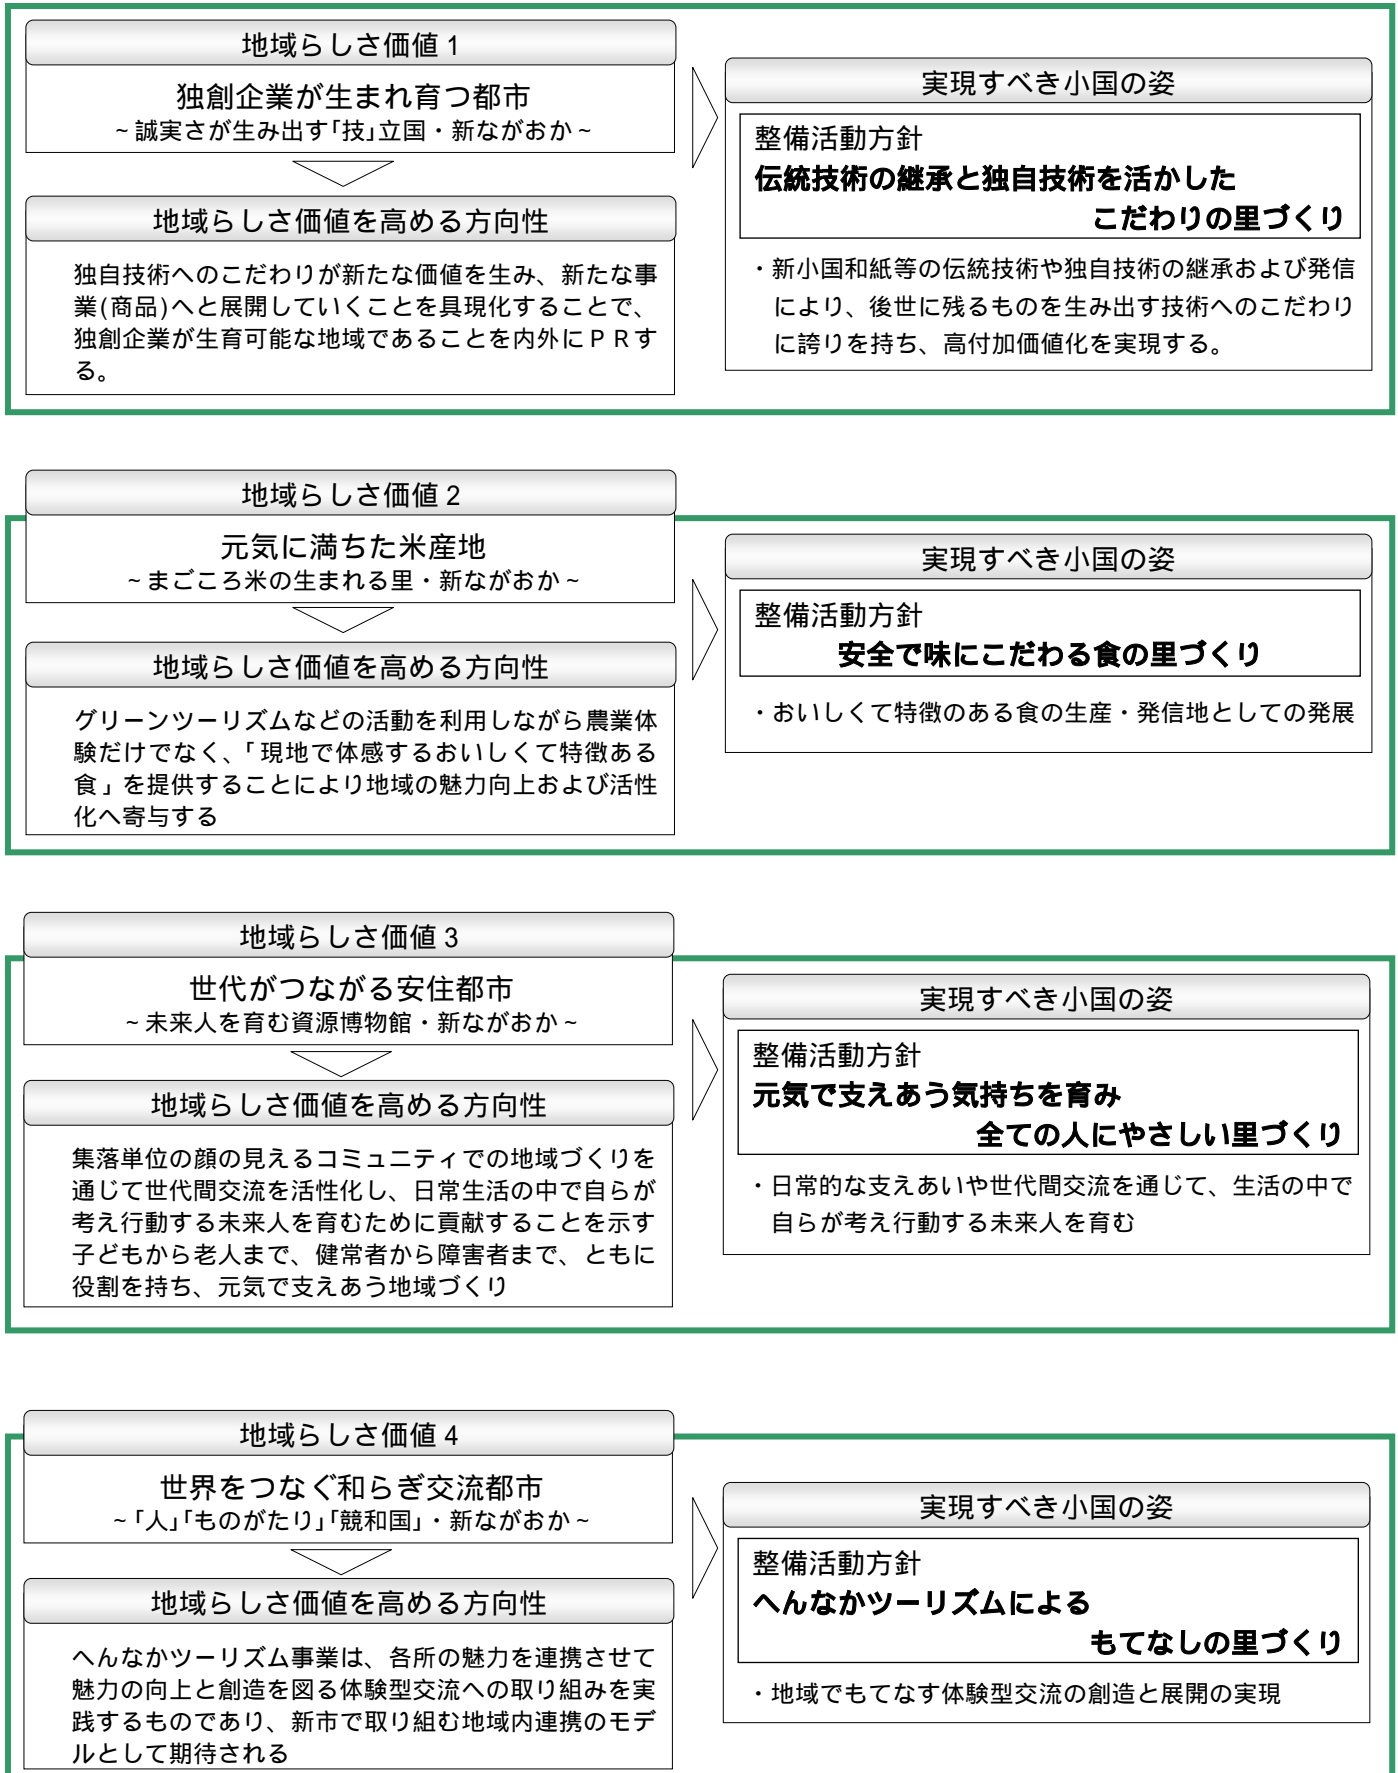 地域らしさ価値1
独創企業が生まれ育つ都市
~誠実さが生み出す「技」立国・新ながおか~
地域らしさ価値を高める方向性
独自技術へのこだわりが新たな価値を生み、新たな事
業(商品)へと展開していくことを具現化することで、
独創企業が生育可能な地域であることを内外にPRす
る。
実現すべき小国の姿
整備活動方針
伝統技術の継承と独自技術を活かした
こだわりの里づくり
・新小国和紙等の伝統技術や独自技術の継承および発信
により、後世に残るものを生み出す技術へのこだわり
に誇りを持ち、高付加価値化を実現する。
地域らしさ価値2
元気に満ちた米産地
~まごころ米の生まれる里・新ながおか~
地域らしさ価値を高める方向性
グリーンツーリズムなどの活動を利用しながら農業体
験だけでなく、「現地で体感するおいしくて特徴ある
食」を提供することにより地域の魅力向上および活性
化へ寄与する
実現すべき小国の姿
整備活動方針
安全で味にこだわる食の里づくり
・おいしくて特徴のある食の生産・発信地としての発展
地域らしさ価値3
世代がつながる安住都市
~未来人を育む資源博物館・新ながおか~
地域らしさ価値を高める方向性
集落単位の顔の見えるコミュニティでの地域づくりを
通じて世代間交流を活性化し、日常生活の中で自らが
考え行動する未来人を育むために貢献することを示す
子どもから老人まで、健常者から障害者まで、ともに
役割を持ち、元気で支えあう地域づくり
実現すべき小国の姿
整備活動方針
元気で支えあう気持ちを育み
全ての人にやさしい里づくり
・日常的な支えあいや世代間交流を通じて、生活の中で
自らが考え行動する未来人を育む
地域らしさ価値4
世界をつなぐ和らぎ交流都市
~「人」「ものがたり」「競和国」・新ながおか~
地域らしさ価値を高める方向性
へんなかツーリズム事業は、各所の魅力を連携させて
魅力の向上と創造を図る体験型交流への取り組みを実
践するものであり、新市で取り組む地域内連携のモデ
ルとして期待される
実現すべき小国の姿
整備活動方針
へんなかツーリズムによる
もてなしの里づくり
・地域でもてなす体験型交流の創造と展開の実現